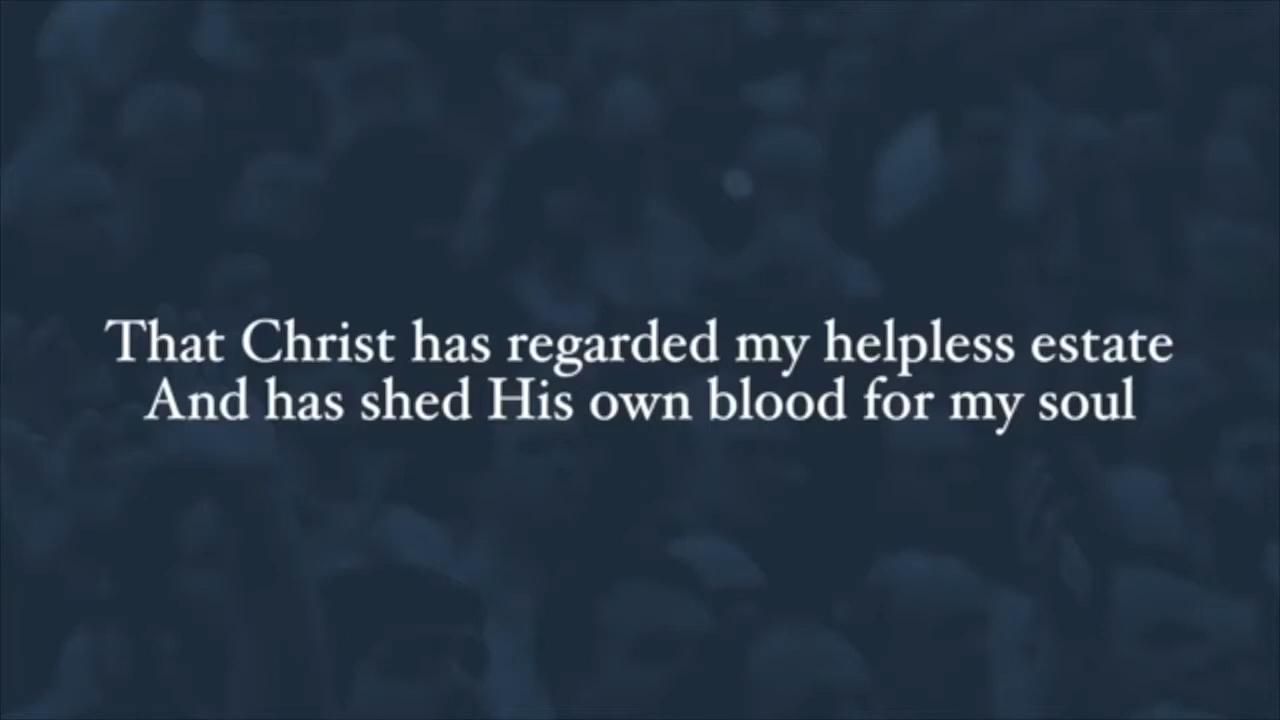 That Christ has regarded my helpless estate
And has shed His own blood for my soul